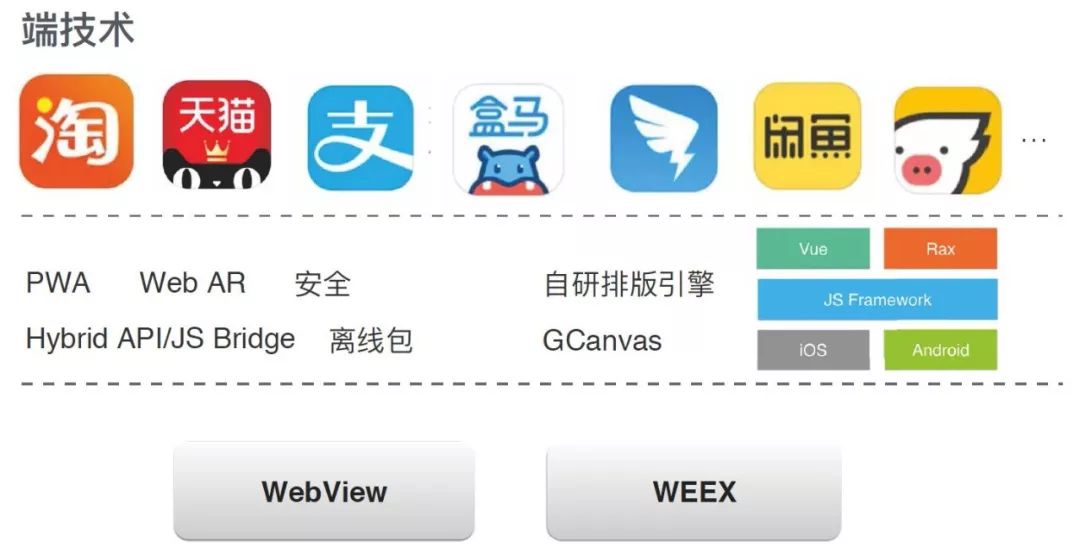 端技术
淘 天猫 支 盒马 闲鱼 ...
PWA Web AR 安全 自研排版引擎 Vue Rax
JS Framework
Hybrid API/JS Bridge 离线包 GCanvas iOS Android
WebView WEEX